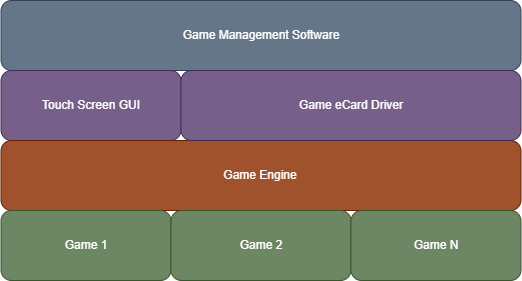 Game Management Software
Touch Screen GUI
Game eCard Driver
Game Engine
Game 1
Game 2
Game N